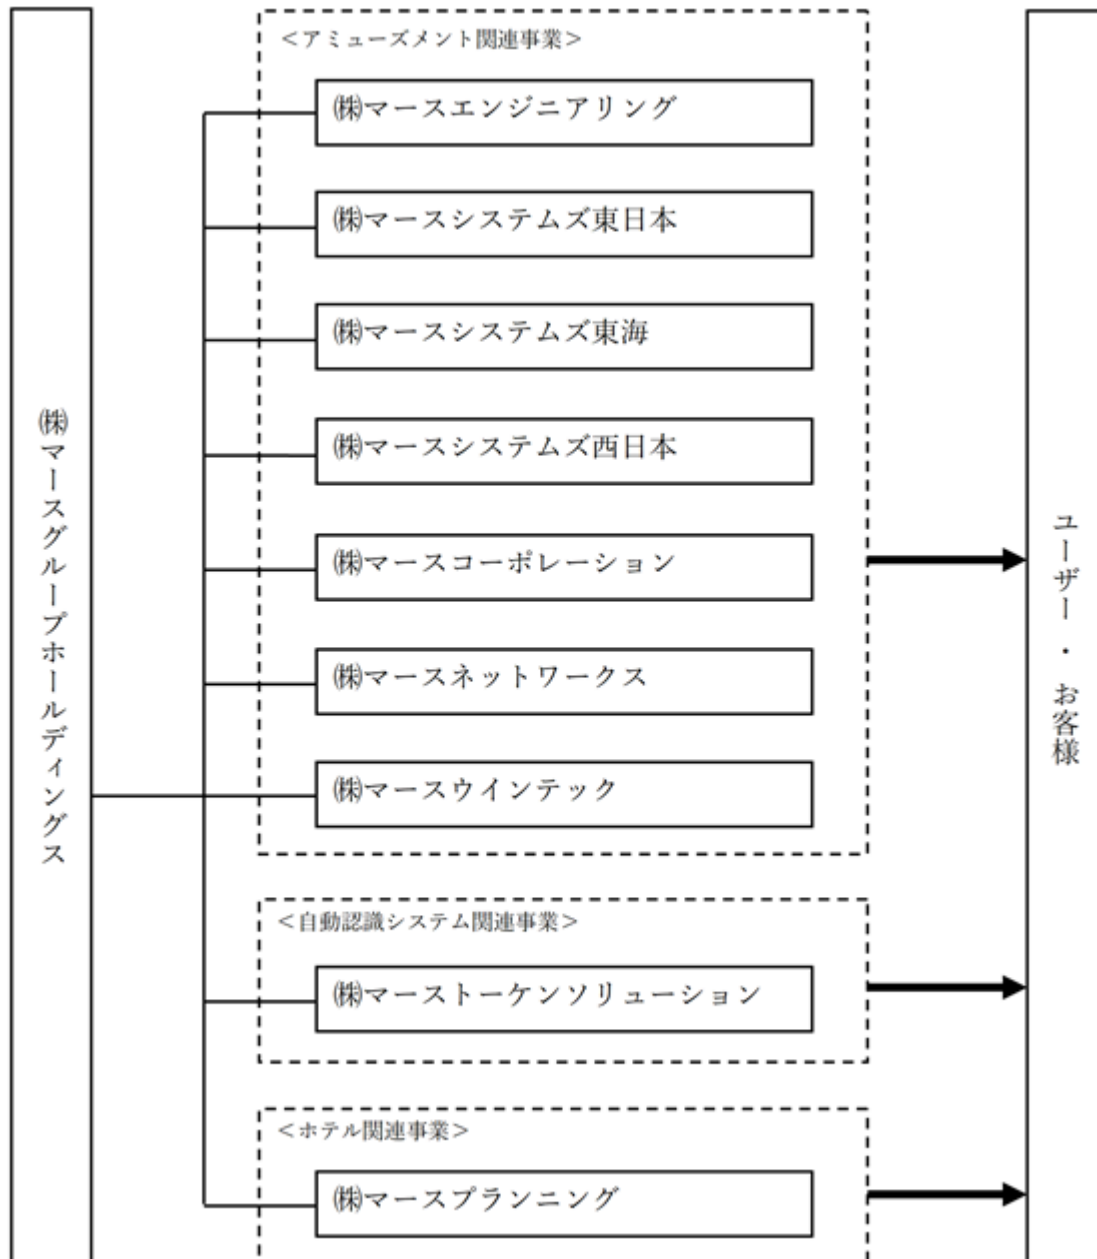 ㈱マースグループホールディングス
＜アミューズメント関連事業＞
㈱マースエンジニアリング
㈱マースシステムズ東日本
㈱マースシステムズ東海
㈱マースシステムズ西日本
㈱マースコーポレーション
㈱マースネットワークス
㈱マースウインテック
＜自動認識システム関連事業＞
㈱マーストーケンソリューション
＜ホテル関連事業＞
㈱マースプランニング
ユーザー・お客様